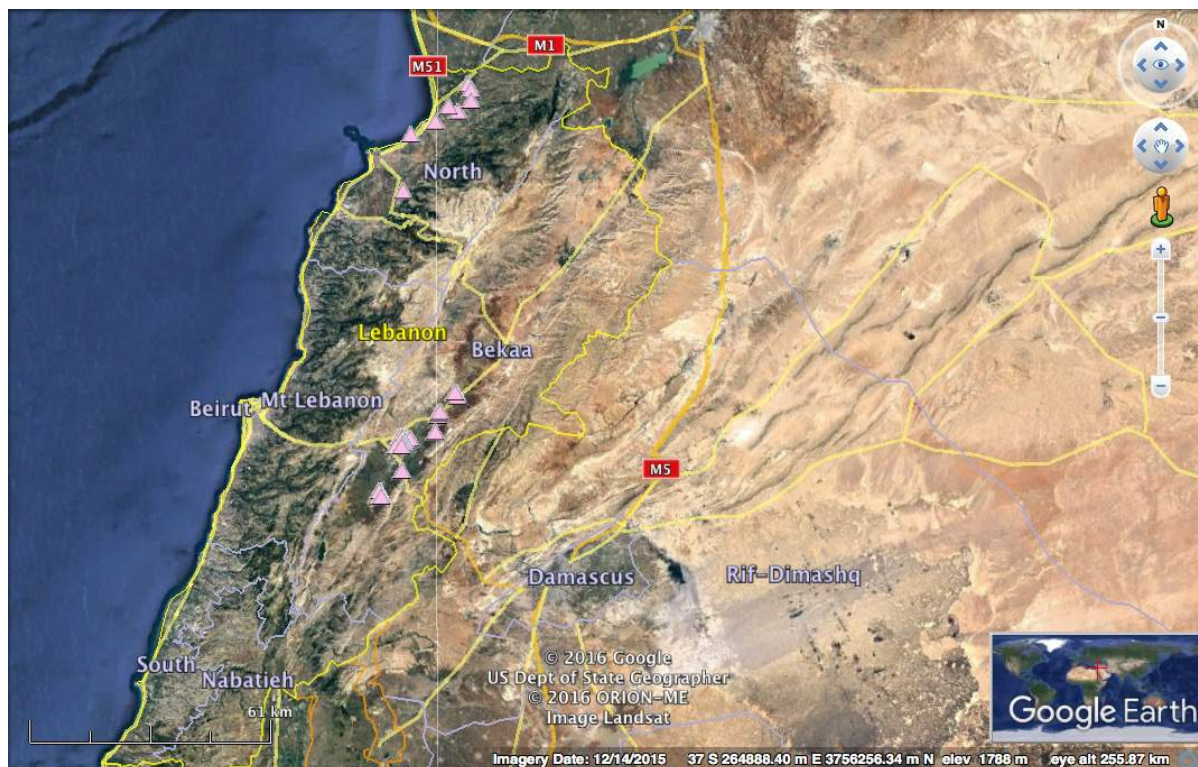 N
M1
M51
North
Lebanon
Bekaa
Beirut
Mt Lebanon
M5
Damascus
Rif-Dimashq
South
Nabatieh
© 2016 Google
US Dept of State Geographer
© 2016 ORION-ME
Image Landsat
61 km
Google Earth
Imagery Date: 12/14/2015 37 S 264888.40 m E 3756256.34 m N elev 1788 m eye alt 255.87 km